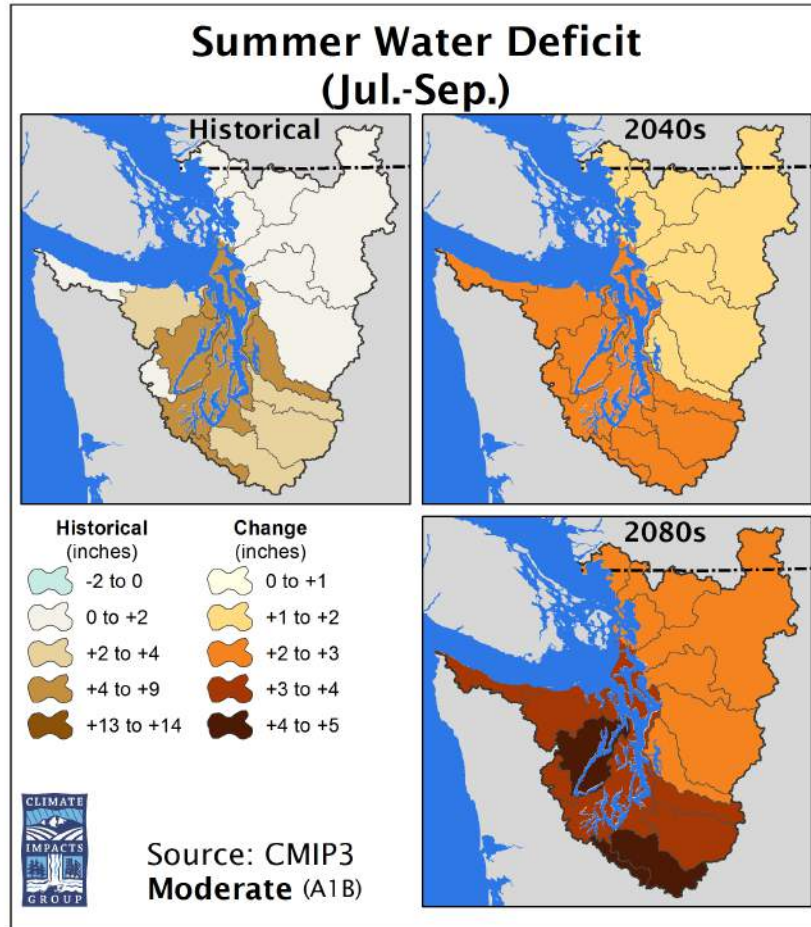 Summer Water Deficit
(Jul.-Sep.)
Historical
2040s
2080s
Historical
(inches)
-2 to 0
0 to +2
+2 to +4
+4 to +9
+13 to +14
Change
(inches)
0 to +1
+1 to +2
+2 to +3
+3 to +4
+4 to +5
CLIMATE
IMPACTS
GROUP
Source: CMIP3
Moderate (A1B)